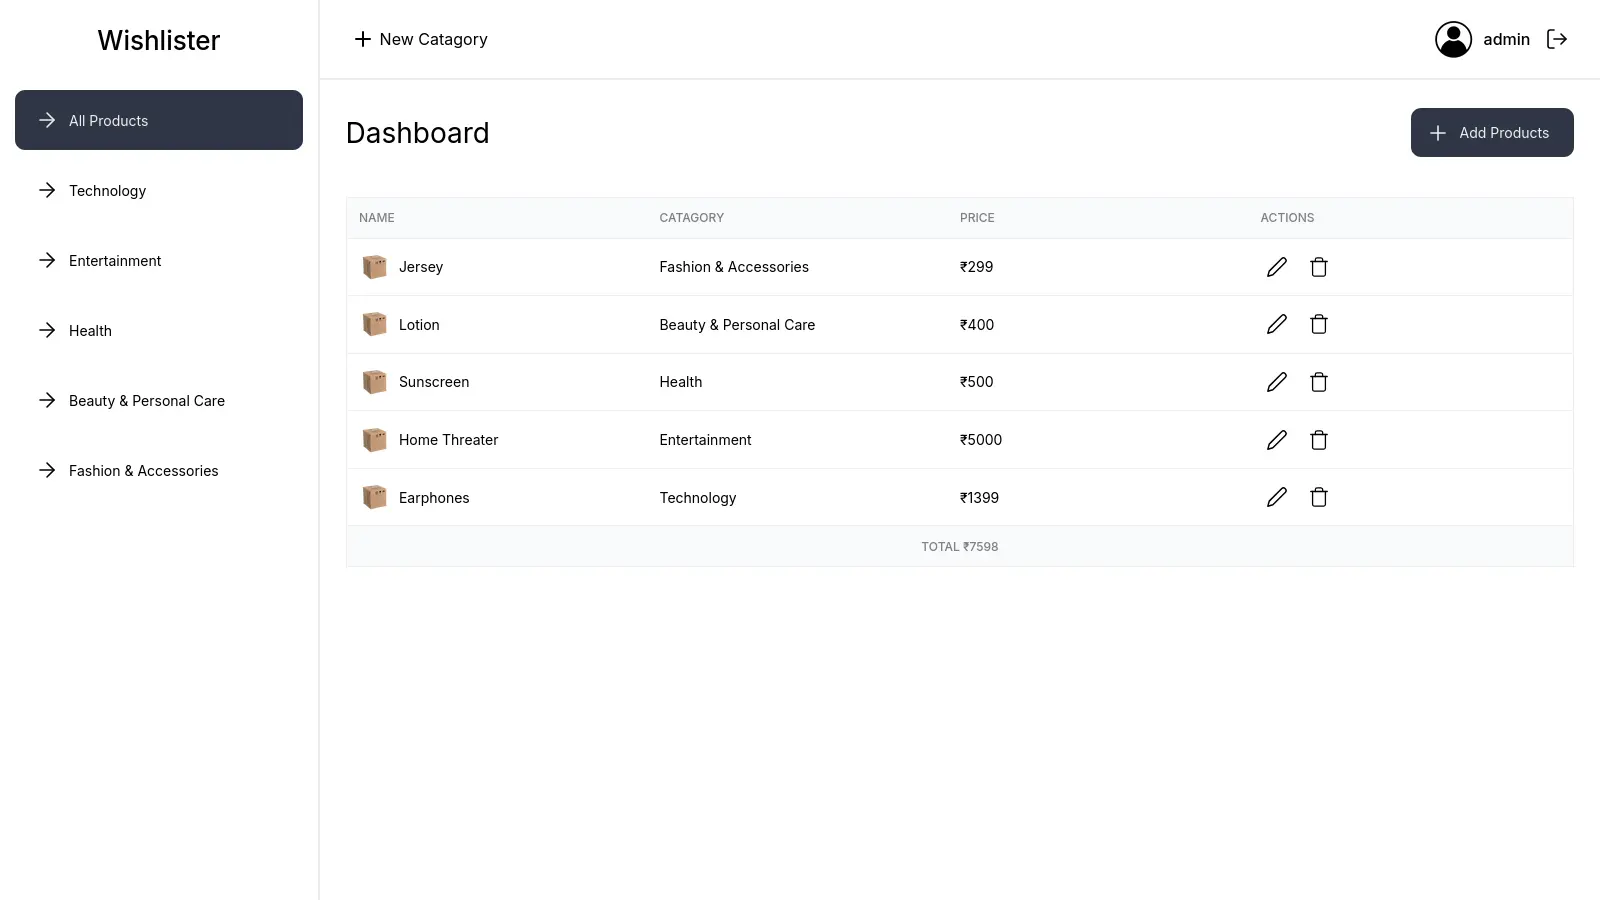 Wishlister
New Catagory
admin
All Products
Technology
Entertainment
Health
Beauty & Personal Care
Fashion & Accessories
Dashboard
Add Products
NAME CATAGORY PRICE ACTIONS
Jersey Fashion & Accessories ₹299
Lotion Beauty & Personal Care ₹400
Sunscreen Health ₹500
Home Threater Entertainment ₹5000
Earphones Technology ₹1399
TOTAL ₹7598